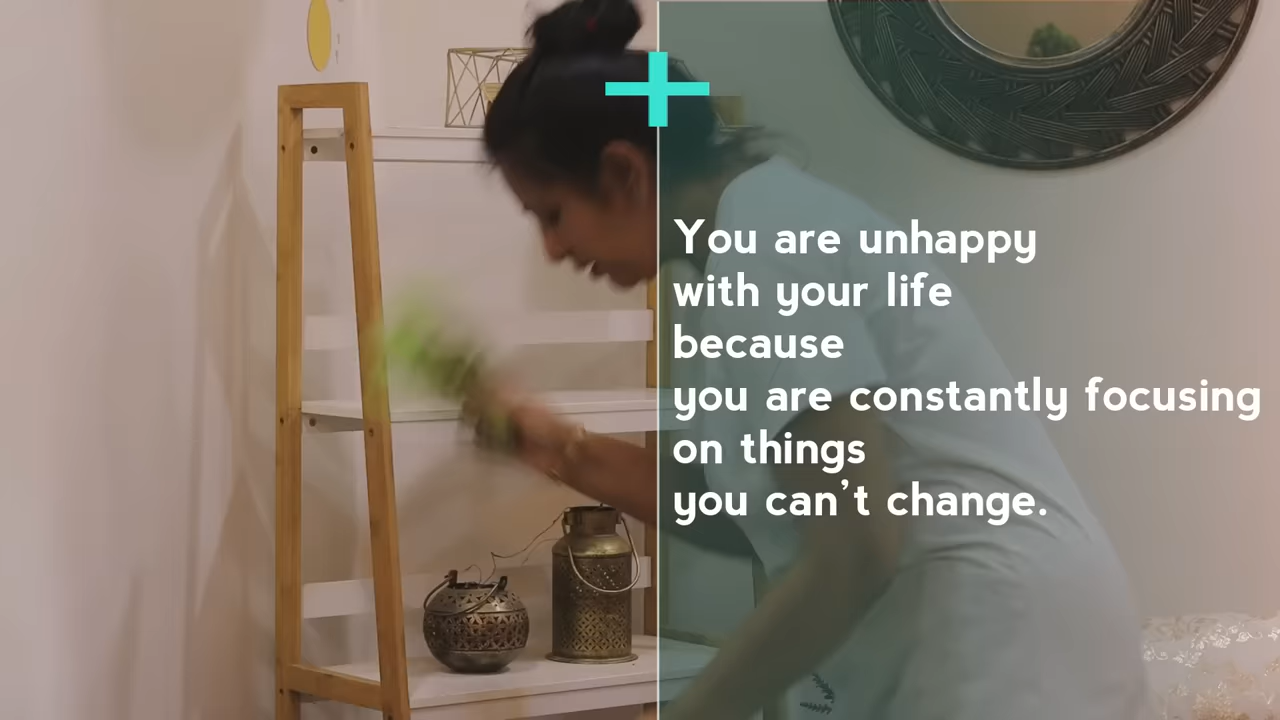 You are unhappy
with your life
because
you are constantly focusing
on things
you can't change.